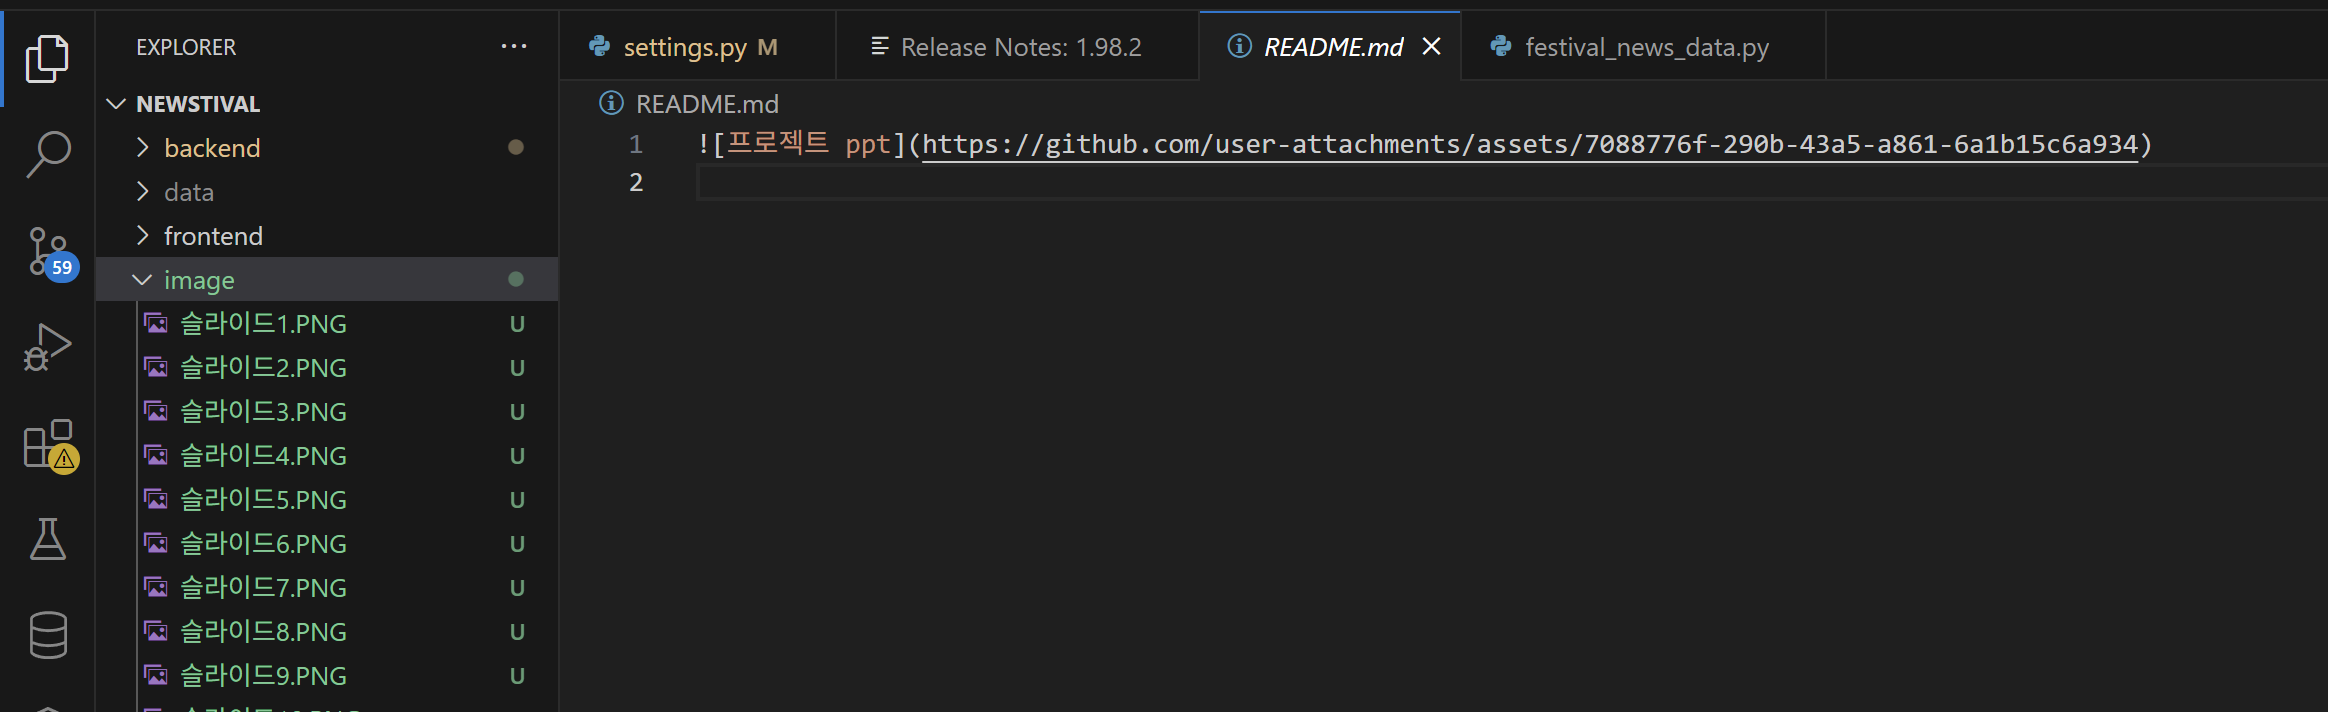 EXPLORER
NEWSTIVAL
backend
data
frontend
image
슬라이드1.PNG U
슬라이드2.PNG U
슬라이드3.PNG U
슬라이드4.PNG U
슬라이드5.PNG U
슬라이드6.PNG U
슬라이드7.PNG U
슬라이드8.PNG U
슬라이드9.PNG U
59
settings.py M
Release Notes: 1.98.2
README.md
festival_news_data.py
README.md
1 ![프로젝트 ppt](https://github.com/user-attachments/assets/7088776f-290b-43a5-a861-6a1b15c6a934)
2